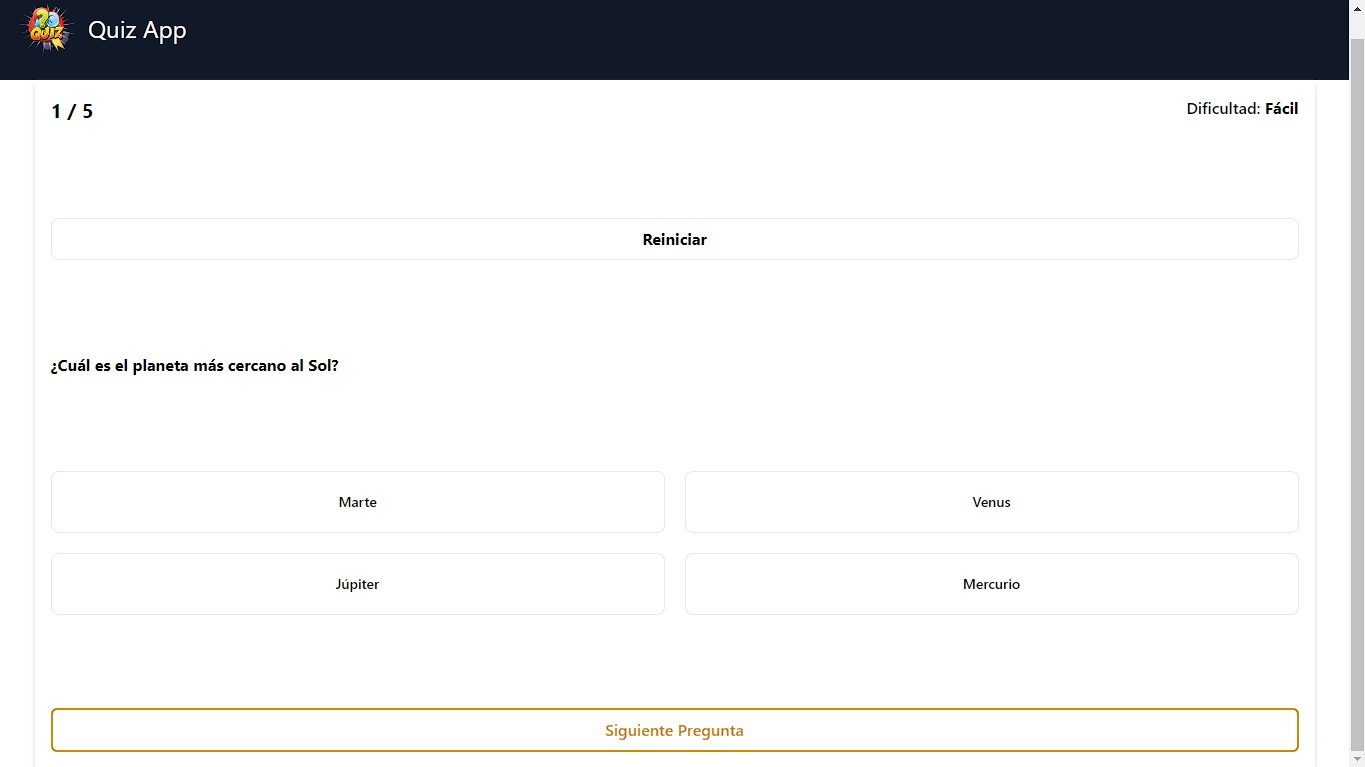 QUIZ
Quiz App
1 / 5
Dificultad: Fácil
Reiniciar
¿Cuál es el planeta más cercano al Sol?
Marte
Venus
Júpiter
Mercurio
Siguiente Pregunta